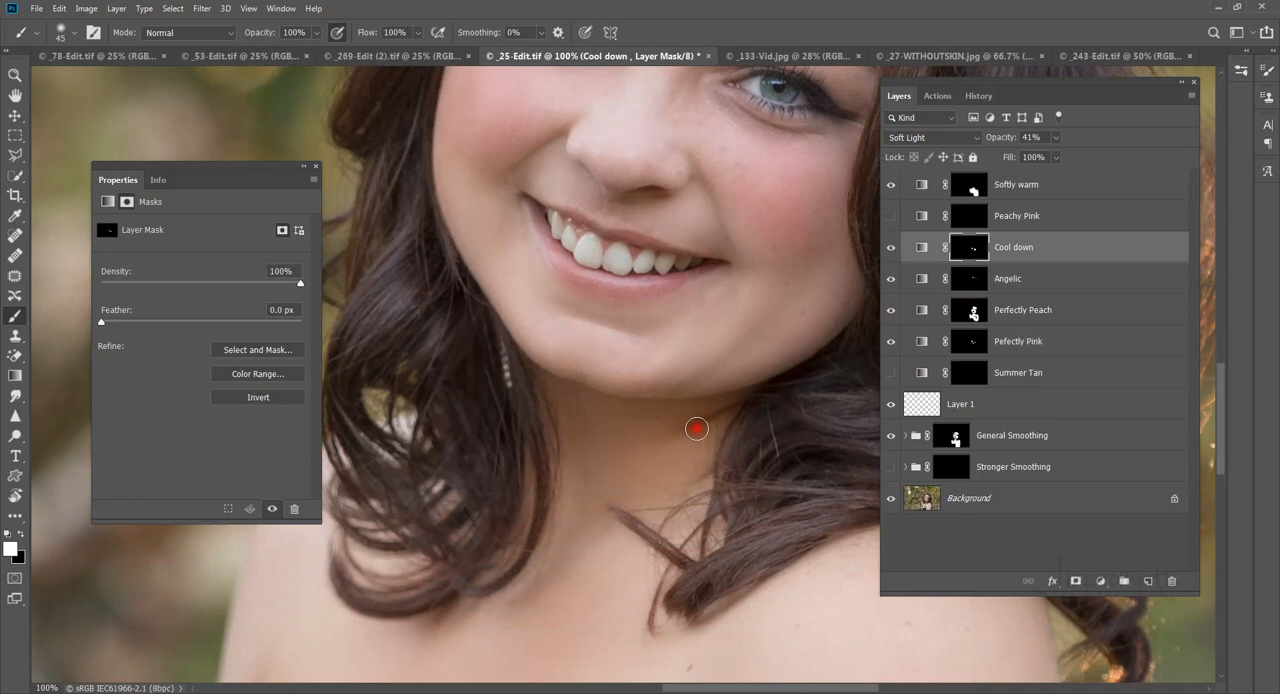 Ps File Edit Image Layer Type Select Filter 3D View Window Help
45 Mode: Normal Opacity: 100% Flow: 100% Smoothing: 0%
© _78-Edit.tif @ 25% (RGB... × © _53-Edit.tif @ 25% (RGB... × © _269-Edit (2).tif @ 25% (RGB... × © _25-Edit.tif @ 100% (Cool down , Layer Mask/8) * × © _133-Vid.jpg @ 28% (RGB... × © _27-WITHOUTSKIN.jpg @ 66.7% (... × © _243-Edit.tif @ 50% (RGB... ×
Layers Actions History
Kind
Soft Light Opacity: 41%
Lock: Fill: 100%
Softly warm
Peachy Pink
Cool down
Angelic
Perfectly Peach
Pefectly Pink
Summer Tan
Layer 1
General Smoothing
Stronger Smoothing
Background
fx
Properties Info
Masks
Layer Mask
Density: 100%
Feather: 0.0 px
Refine: Select and Mask...
Color Range...
Invert
100% © sRGB IEC61966-2.1 (8bpc)